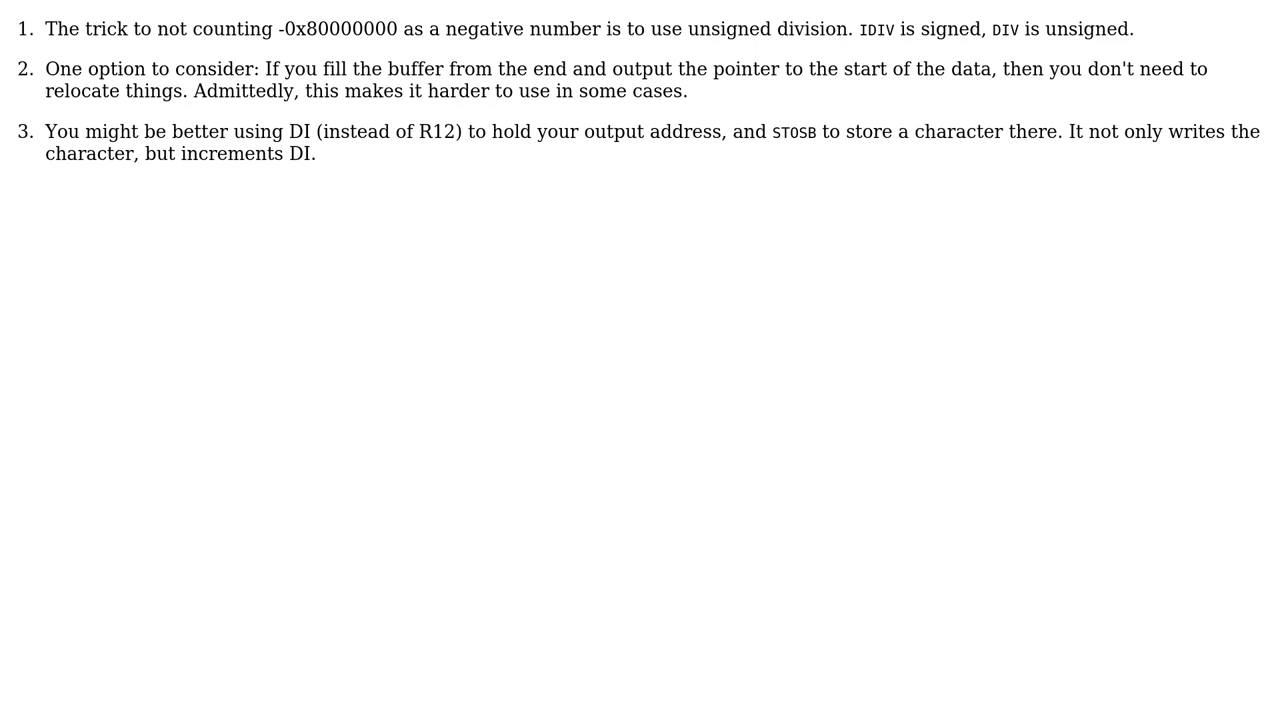 1. The trick to not counting -0x80000000 as a negative number is to use unsigned division. IDIV is signed, DIV is unsigned.
2. One option to consider: If you fill the buffer from the end and output the pointer to the start of the data, then you don't need to
relocate things. Admittedly, this makes it harder to use in some cases.
3. You might be better using DI (instead of R12) to hold your output address, and STOSB to store a character there. It not only writes the
character, but increments DI.